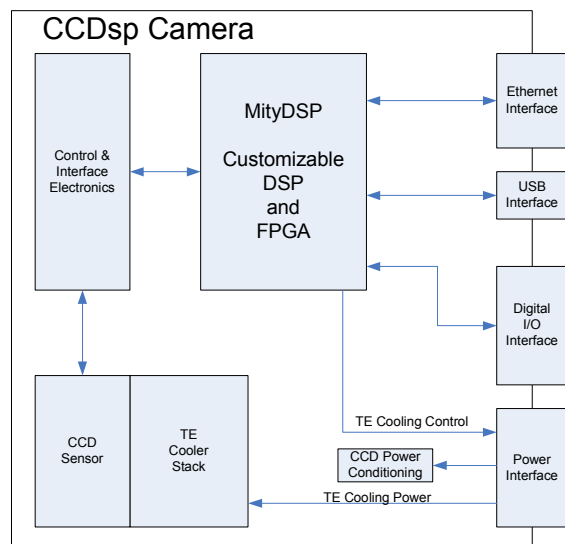 CCDsp Camera
Control &
Interface
Electronics
MityDSP
Customizable
DSP
and
FPGA
Ethernet
Interface
USB
Interface
Digital
I/O
Interface
CCD
Sensor
TE
Cooler
Stack
TE Cooling Control
CCD Power
Conditioning
TE Cooling Power
Power
Interface